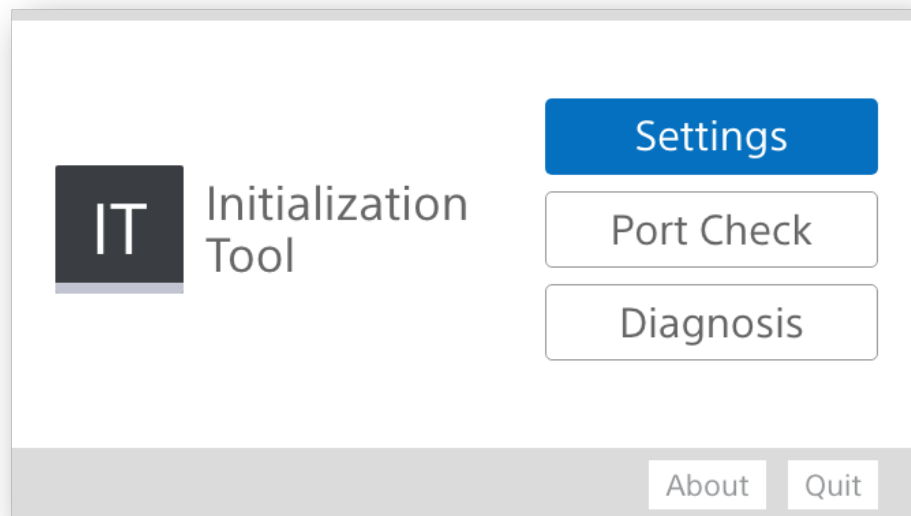 IT
Initialization
Tool
Settings
Port Check
Diagnosis
About
Quit